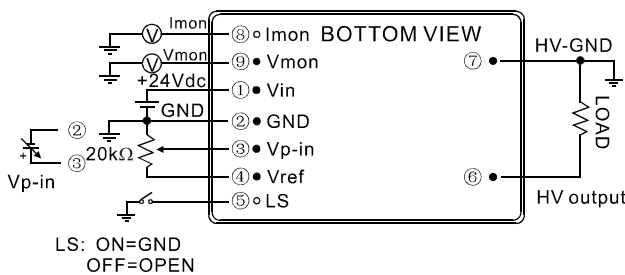 Imon
V
⑧ Imon
BOTTOM VIEW
Vmon
V
⑨ Vmon
⑦
HV-GND
+24Vdc
① Vin
GND
② GND
②
③
+
Vp-in
20kΩ
③ Vp-in
④ Vref
⑤ LS
LOAD
⑥
HV output
LS: ON=GND
OFF=OPEN